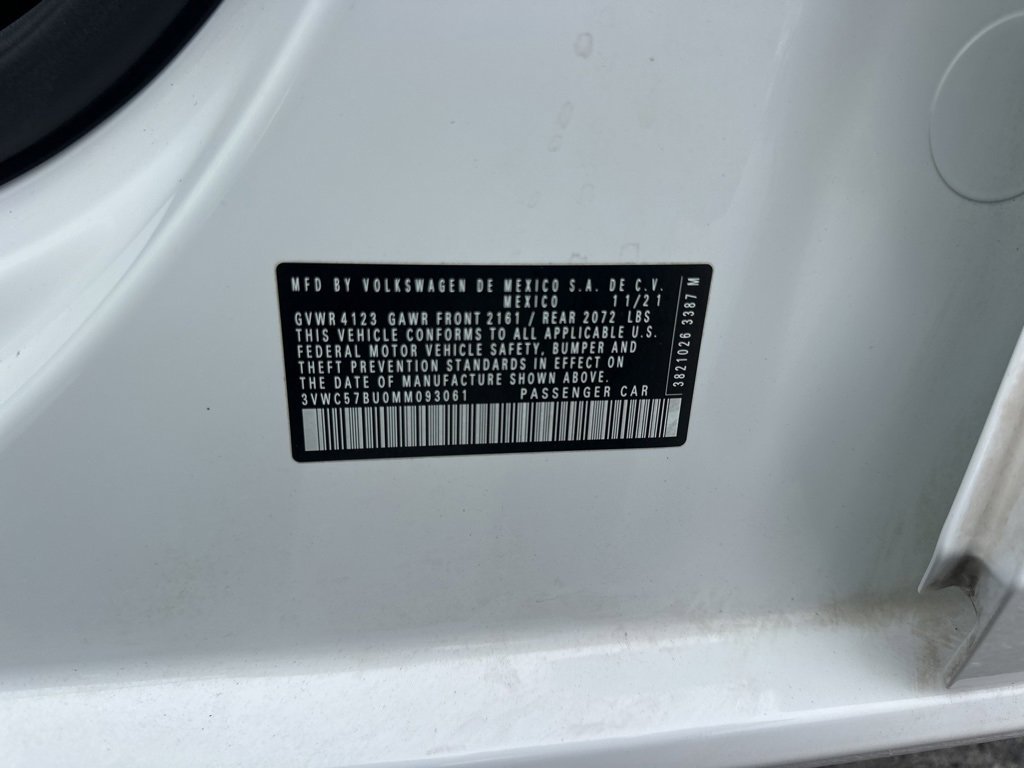 MFD BY VOLKSWAGEN DE MEXICO S.A. DE C.V.
MEXICO 11/21
GVWR 4123 GAWR FRONT 2161 / REAR 2072 LBS
THIS VEHICLE CONFORMS TO ALL APPLICABLE U.S.
FEDERAL MOTOR VEHICLE SAFETY, BUMPER AND
THEFT PREVENTION STANDARDS IN EFFECT ON
THE DATE OF MANUFACTURE SHOWN ABOVE.
3VWC57BU0MM093061 PASSENGER CAR
3821026 3387 M